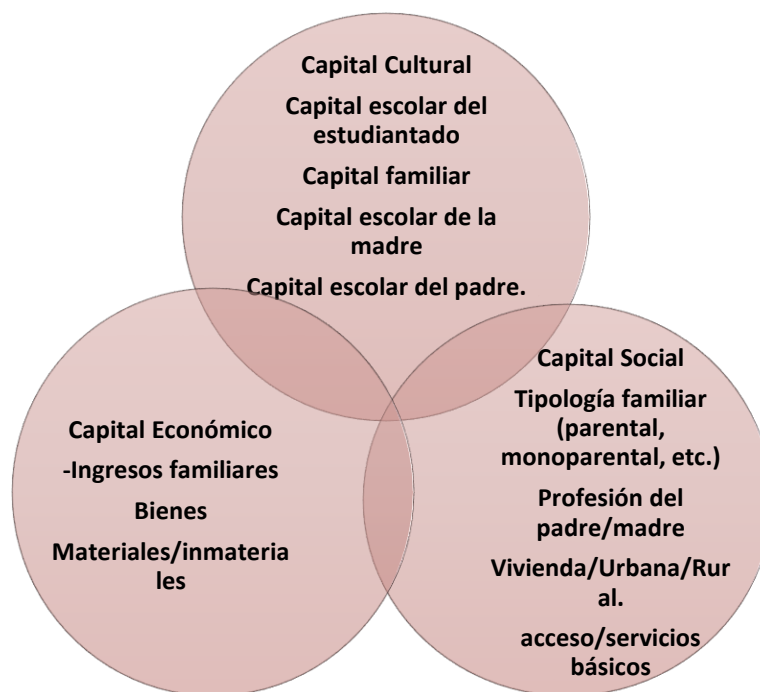 Capital Cultural
Capital escolar del
estudiantado
Capital familiar
Capital escolar de la
madre
Capital escolar del padre.
Capital Económico
-Ingresos familiares
Bienes
Materiales/inmateria
les
Capital Social
Tipología familiar
(parental,
monoparental, etc.)
Profesión del
padre/madre
Vivienda/Urbana/Rur
al.
acceso/servicios
básicos